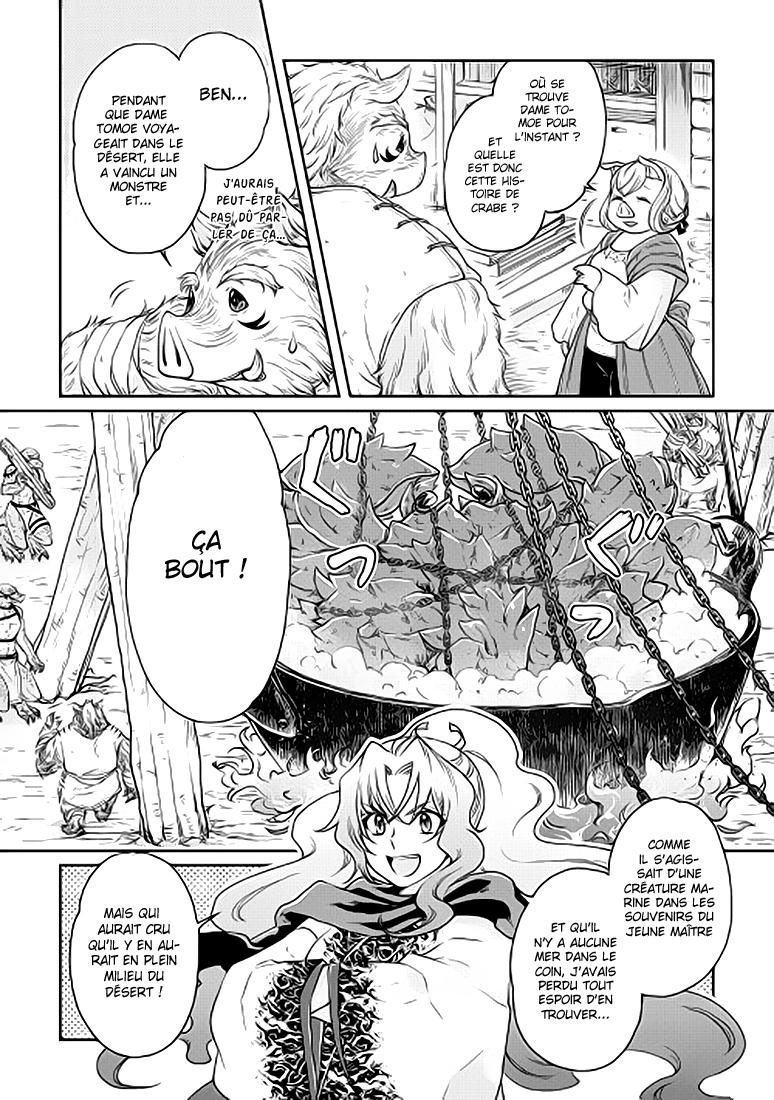 OÙ SE
TROUVE
DAME TO-
MOE POUR
L'INSTANT ?
ET
QUELLE
EST DONC
CETTE HIS-
TOIRE DE
CRABE ?
BEN...
PENDANT
QUE DAME
TOMOE VOYA-
GEAIT DANS LE
DÉSERT, ELLE
A VAINCU UN
MONSTRE
ET...
J'AURAIS
PEUT-ÊTRE
PAS DÛ PAR-
LER DE ÇA...
ÇA
BOUT !
ぐ
ぐ
っ
っ
COMME
IL S'AGIS-
SAIT D'UNE
CRÉATURE MA-
RINE DANS LES
SOUVENIRS DU
JEUNE MAÎTRE
ET QU'IL
N'Y A AUCUNE
MER DANS LE
COIN, J'AVAIS
PERDU TOUT
ESPOIR D'EN
TROUVER...
MAIS QUI
AURAIT CRU
QU'IL Y EN AU-
RAIT EN PLEIN
MILIEU DU
DÉSERT !